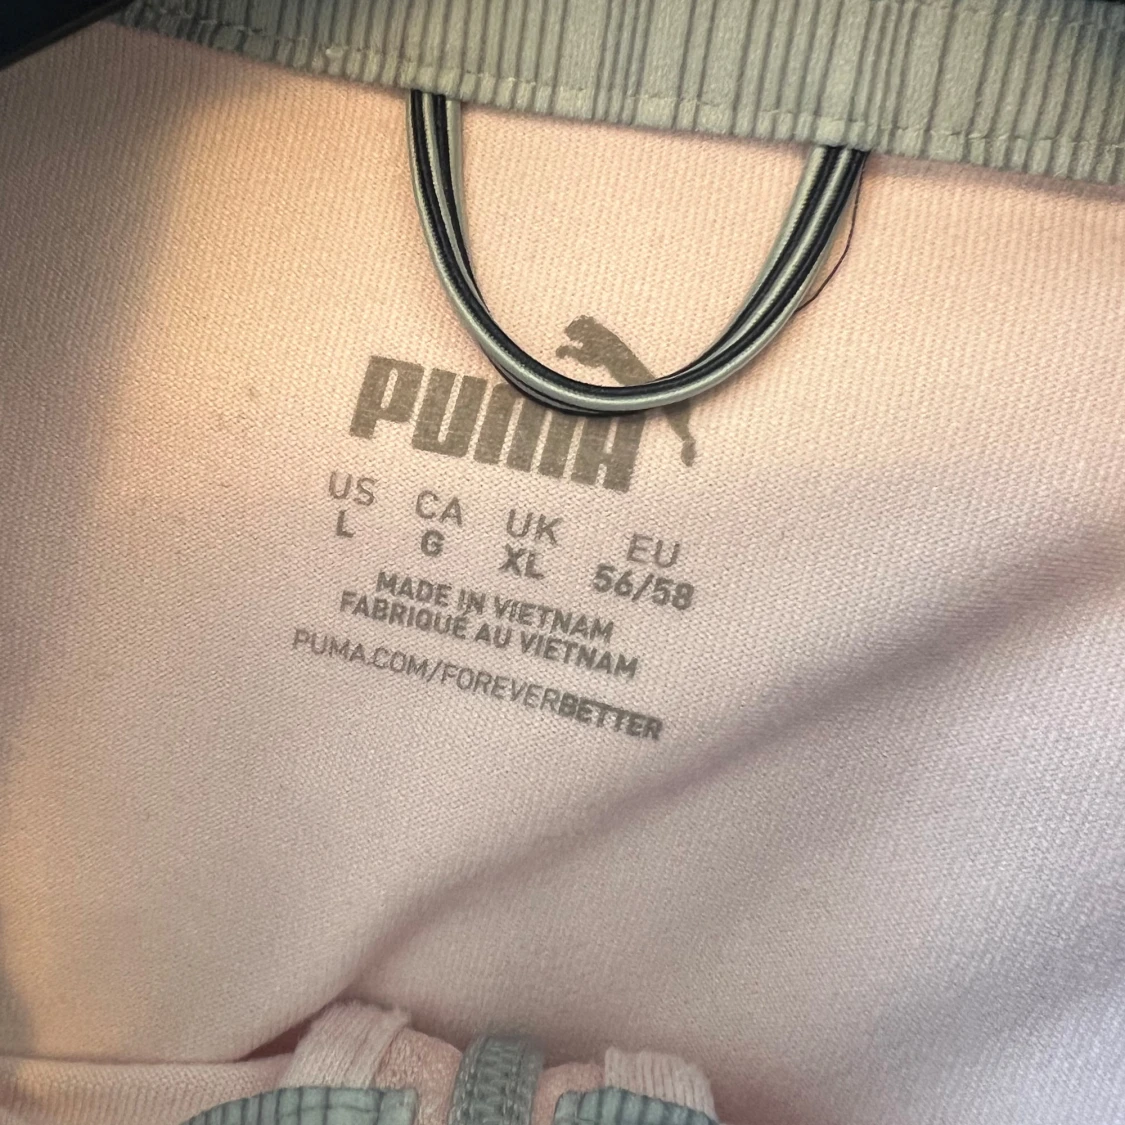 PUMA
US CA UK EU
L G XL 56/58
MADE IN VIETNAM
FABRIQUÉ AU VIETNAM
PUMA.COM/FOREVERBETTER